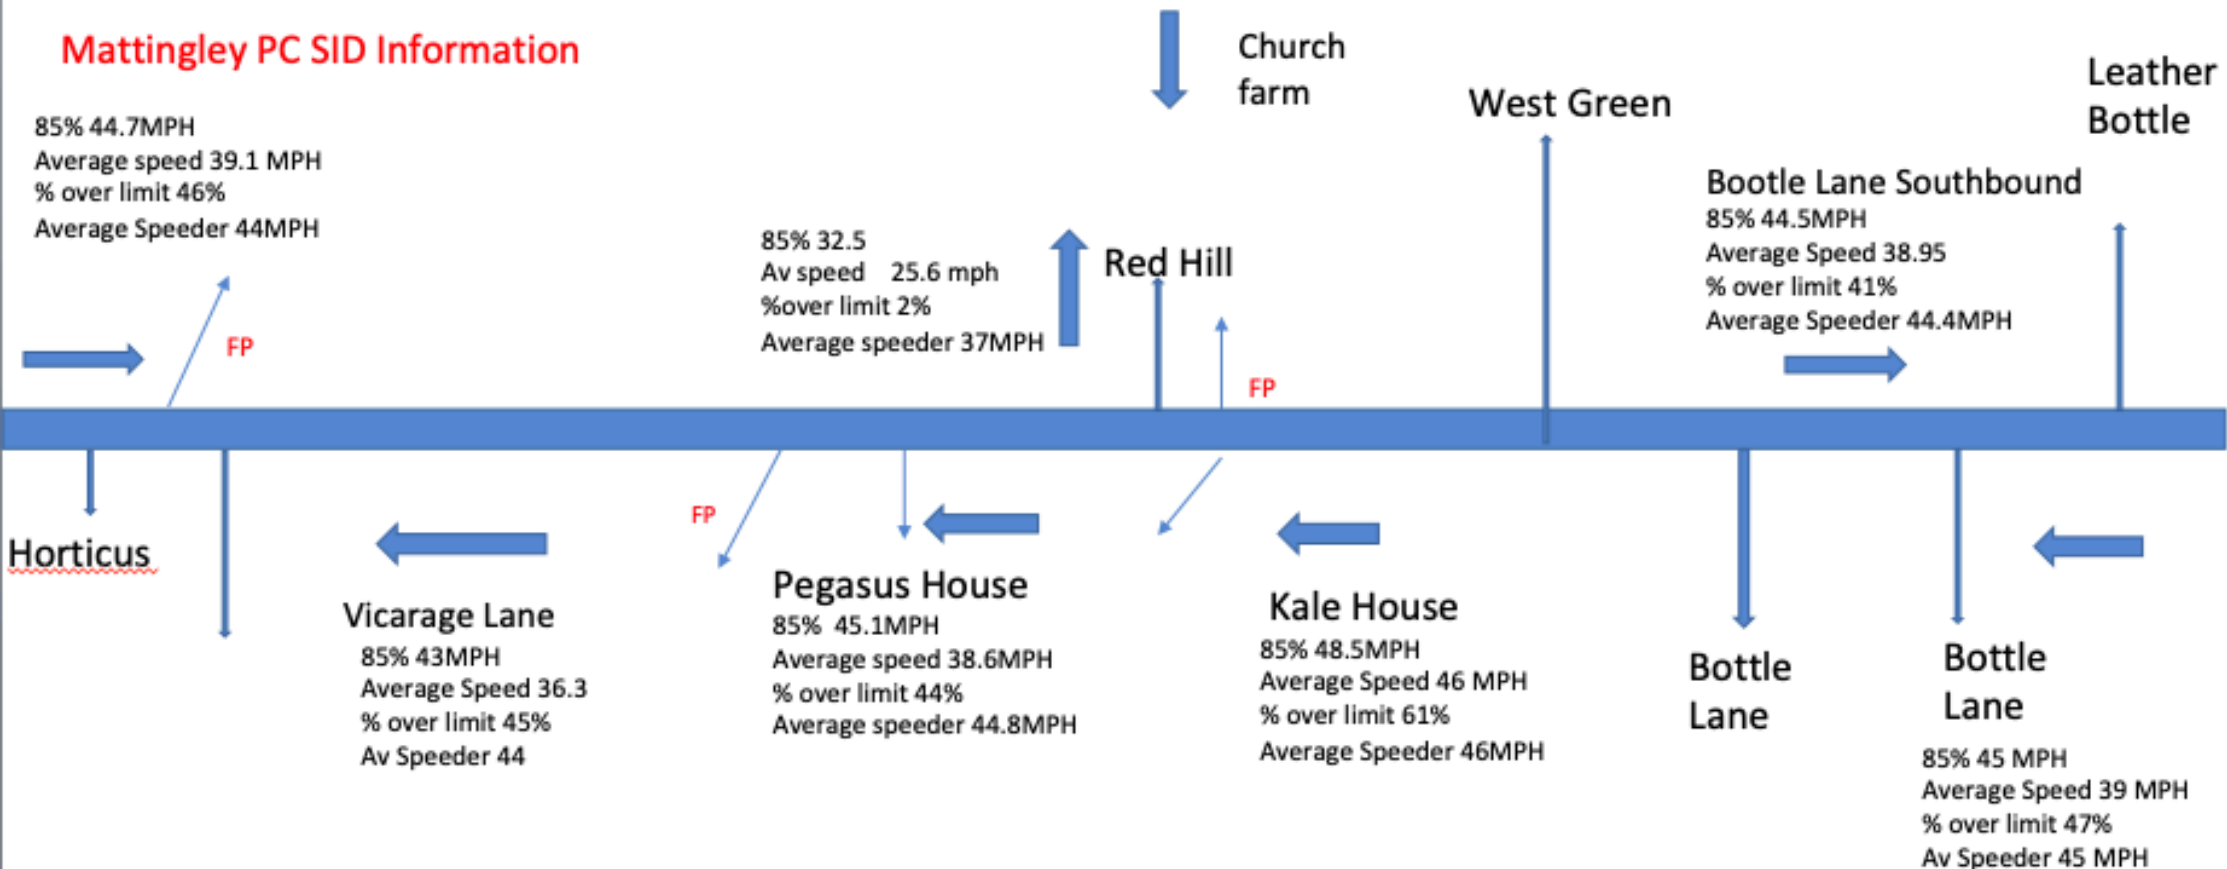 Mattingley PC SID Information
85% 44.7MPH
Average speed 39.1 MPH
% over limit 46%
Average Speeder 44MPH
FP
Church
farm
85% 32.5
Av speed 25.6 mph
%over limit 2%
Average speeder 37MPH
Red Hill
FP
West Green
Leather
Bottle
Bootle Lane Southbound
85% 44.5MPH
Average Speed 38.95
% over limit 41%
Average Speeder 44.4MPH
Horticus
Vicarage Lane
85% 43MPH
Average Speed 36.3
% over limit 45%
Av Speeder 44
FP
Pegasus House
85% 45.1MPH
Average speed 38.6MPH
% over limit 44%
Average speeder 44.8MPH
Kale House
85% 48.5MPH
Average Speed 46 MPH
% over limit 61%
Average Speeder 46MPH
Bottle
Lane
Bottle
Lane
85% 45 MPH
Average Speed 39 MPH
% over limit 47%
Av Speeder 45 MPH